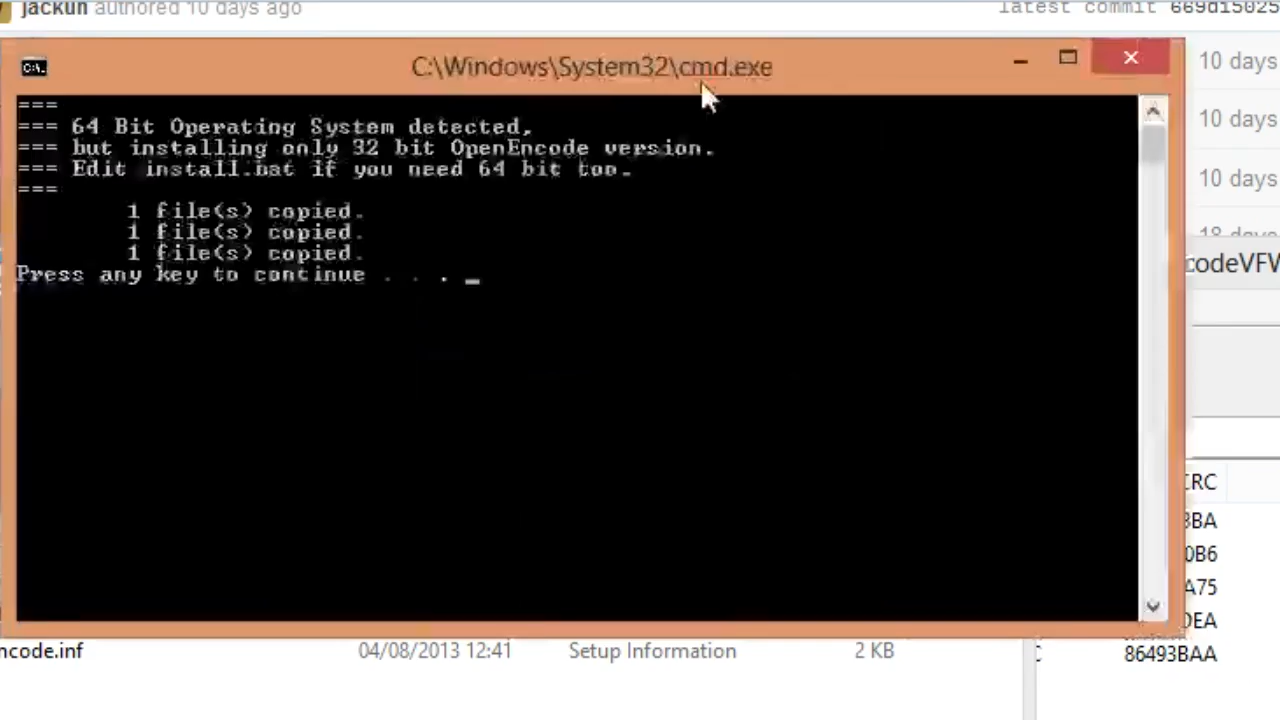 jackun authored 10 days ago
latest commit 669d15025
C:\Windows\System32\cmd.exe
10 days
===
=== 64 Bit Operating System detected,
=== but installing only 32 bit OpenEncode version.
=== Edit install.bat if you need 64 bit too.
===
1 file(s) copied.
1 file(s) copied.
1 file(s) copied.
Press any key to continue . . . _
10 days
10 days
codeVFW
CRC
3BA
0B6
A75
DEA
ncode.inf 04/08/2013 12:41 Setup Information 2 KB
86493BAA